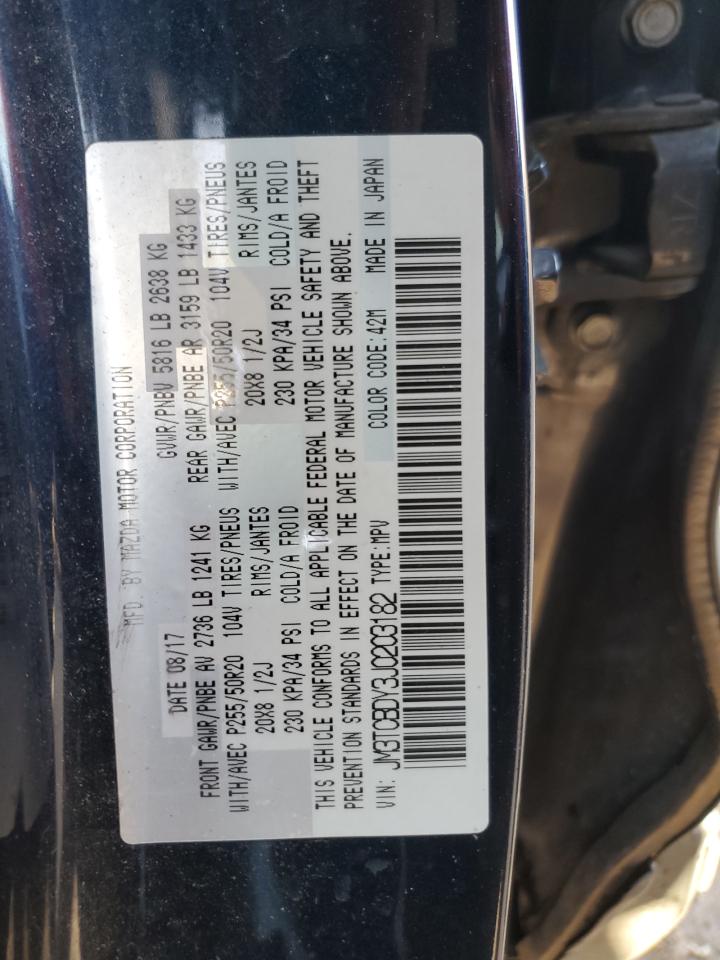 MFD. BY MAZDA MOTOR CORPORATION
DATE 08/17 GVWR/PNBV 5816 LB 2638 KG
FRONT GAWR/PNBE AV 2736 LB 1241 KG REAR GAWR/PNBE AR 3159 LB 1433 KG
WITH/AVEC P255/50R20 104V TIRES/PNEUS WITH/AVEC P255/50R20 104V TIRES/PNEUS
20X8 1/2J RIMS/JANTES 20X8 1/2J RIMS/JANTES
230 KPA/34 PSI COLD/A FROID 230 KPA/34 PSI COLD/A FROID
THIS VEHICLE CONFORMS TO ALL APPLICABLE FEDERAL MOTOR VEHICLE SAFETY AND THEFT
PREVENTION STANDARDS IN EFFECT ON THE DATE OF MANUFACTURE SHOWN ABOVE.
VIN: JM3TCBDY3J0203182 TYPE:MPV COLOR CODE:42M MADE IN JAPAN